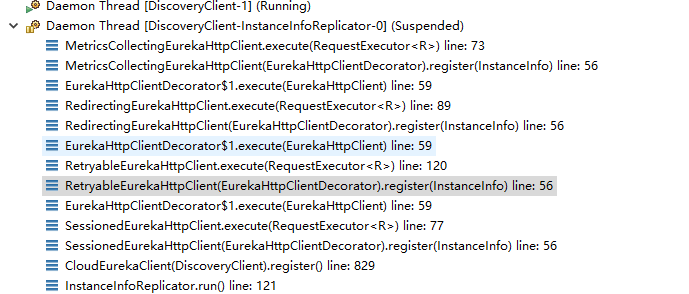 Daemon Thread [DiscoveryClient-1] (Running)
Daemon Thread [DiscoveryClient-InstanceInfoReplicator-0] (Suspended)
MetricsCollectingEurekaHttpClient.execute(RequestExecutor<R>) line: 73
MetricsCollectingEurekaHttpClient(EurekaHttpClientDecorator).register(InstanceInfo) line: 56
EurekaHttpClientDecorator$1.execute(EurekaHttpClient) line: 59
RedirectingEurekaHttpClient.execute(RequestExecutor<R>) line: 89
RedirectingEurekaHttpClient(EurekaHttpClientDecorator).register(InstanceInfo) line: 56
EurekaHttpClientDecorator$1.execute(EurekaHttpClient) line: 59
RetryableEurekaHttpClient.execute(RequestExecutor<R>) line: 120
RetryableEurekaHttpClient(EurekaHttpClientDecorator).register(InstanceInfo) line: 56
EurekaHttpClientDecorator$1.execute(EurekaHttpClient) line: 59
SessionedEurekaHttpClient.execute(RequestExecutor<R>) line: 77
SessionedEurekaHttpClient(EurekaHttpClientDecorator).register(InstanceInfo) line: 56
CloudEurekaClient(DiscoveryClient).register() line: 829
InstanceInfoReplicator.run() line: 121